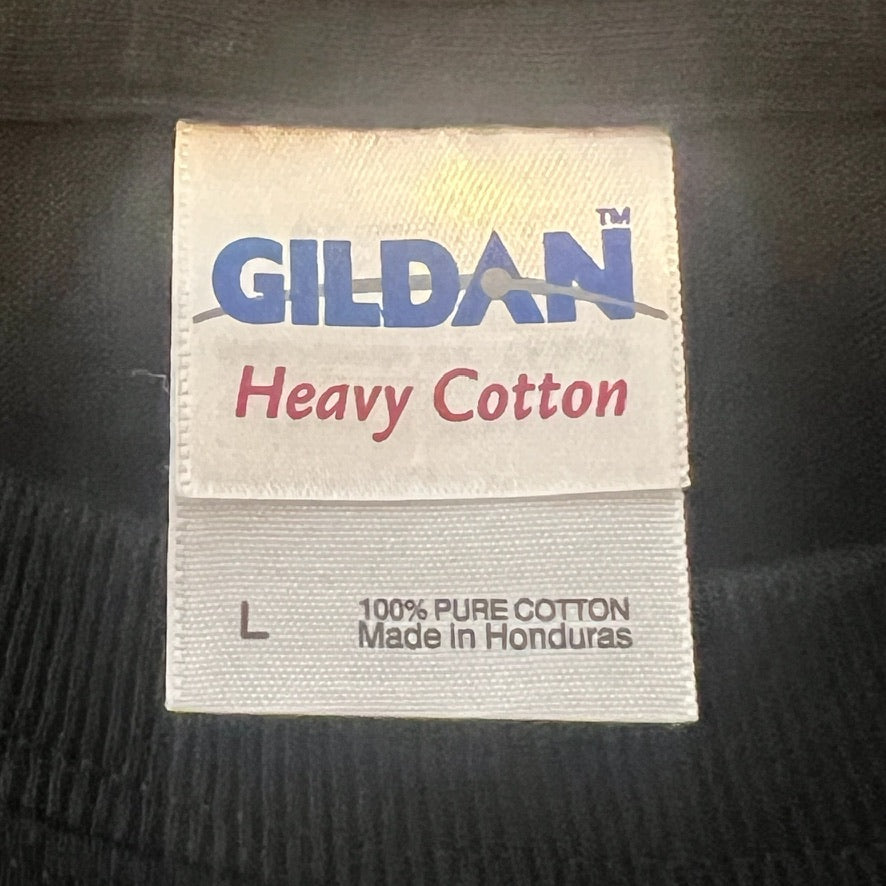 GILDAN™
Heavy Cotton
L
100% PURE COTTON
Made in Honduras